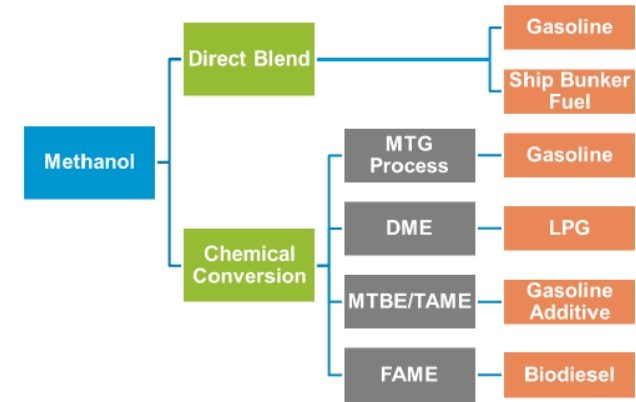 Gasoline
Direct Blend
Ship Bunker
Fuel
Methanol
MTG
Process
Gasoline
DME
LPG
Chemical
Conversion
MTBE/TAME
Gasoline
Additive
FAME
Biodiesel